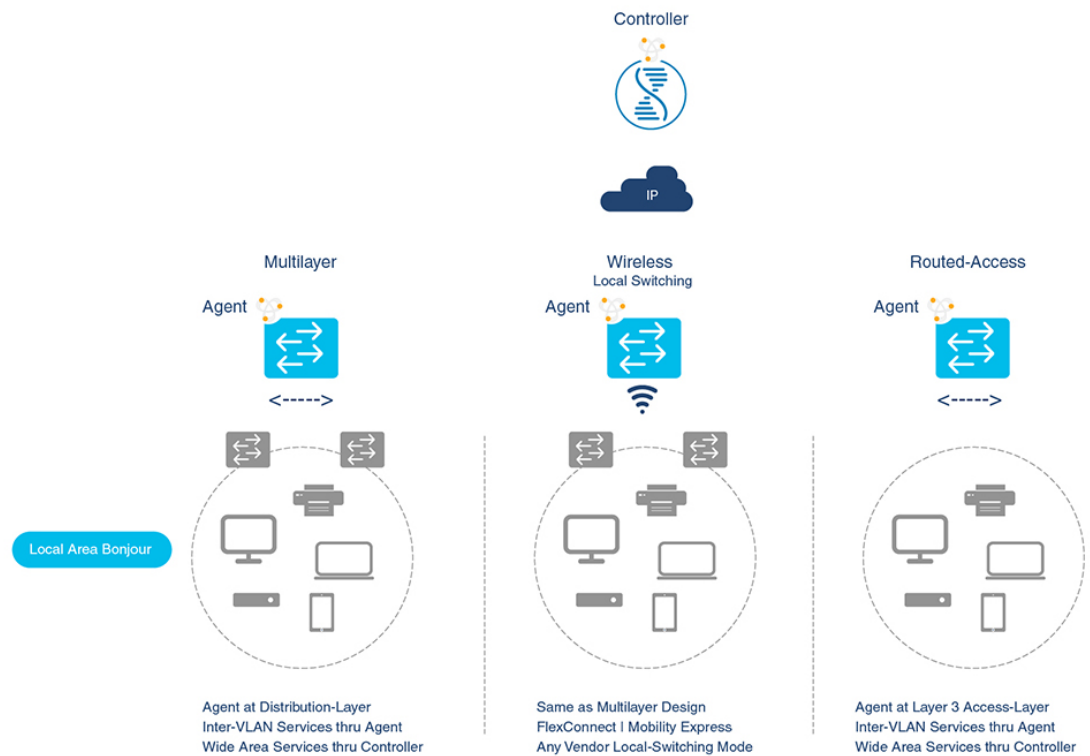 Controller
IP
Multilayer
Wireless
Local Switching
Routed-Access
Agent
Agent
Agent
<----->
<----->
Local Area Bonjour
Agent at Distribution-Layer
Inter-VLAN Services thru Agent
Wide Area Services thru Controller
Same as Multilayer Design
FlexConnect | Mobility Express
Any Vendor Local-Switching Mode
Agent at Layer 3 Access-Layer
Inter-VLAN Services thru Agent
Wide Area Services thru Controller